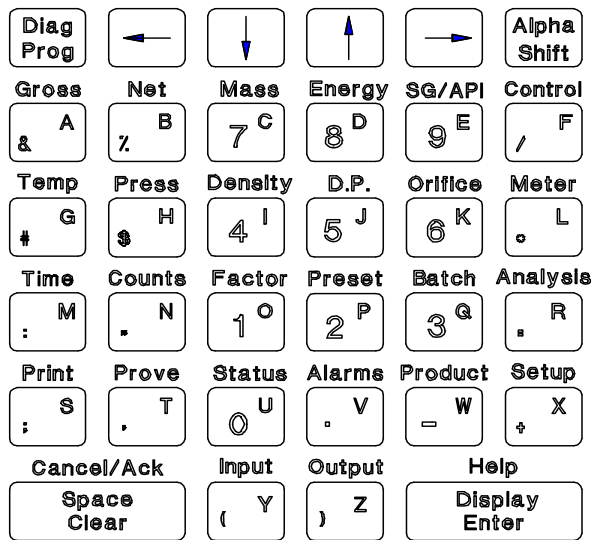 Diag Alpha
Prog Shift
Gross Net Mass Energy SG/API Control
A B C D E F
& % 7 8 9 /
Temp Press Density D.P. Orifice Meter
G H I J K L
# $ 4 5 6 *
Time Counts Factor Preset Batch Analysis
M N O P Q R
: " 1 2 3 =
Print Prove Status Alarms Product Setup
S T U V W X
; , 0 . - +
Cancel/Ack Input Output Help
Space Y Z Display
Clear ( ) Enter